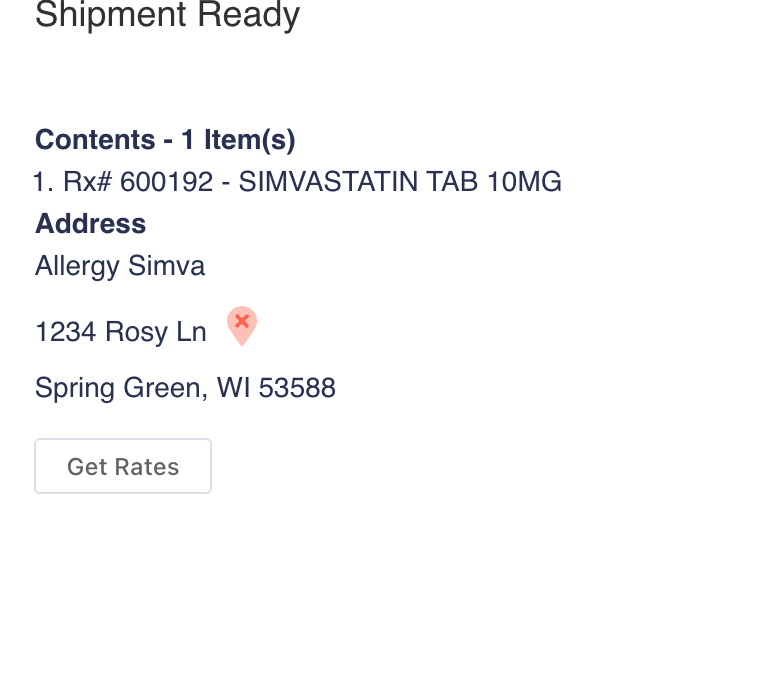 Shipment Ready
Contents - 1 Item(s)
1. Rx# 600192 - SIMVASTATIN TAB 10MG
Address
Allergy Simva
1234 Rosy Ln
Spring Green, WI 53588
Get Rates